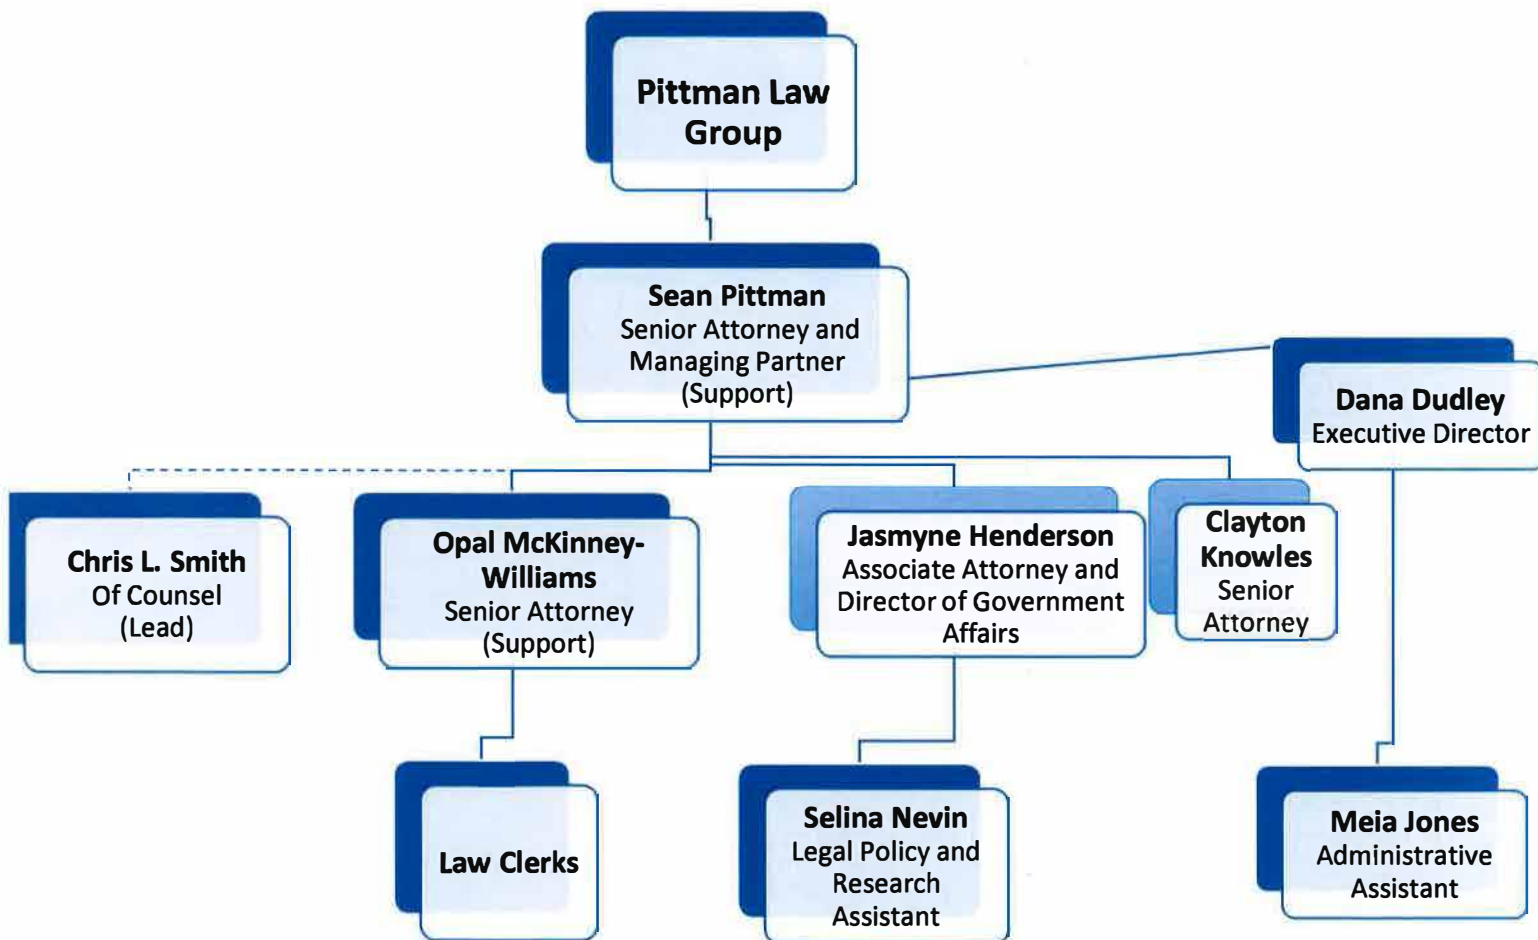 Pittman Law
Group
Sean Pittman
Senior Attorney and
Managing Partner
(Support)
Dana Dudley
Executive Director
Chris L. Smith
Of Counsel
(Lead)
Opal McKinney-
Williams
Senior Attorney
(Support)
Jasmyne Henderson
Associate Attorney and
Director of Government
Affairs
Clayton
Knowles
Senior
Attorney
Law Clerks
Selina Nevin
Legal Policy and
Research
Assistant
Meia Jones
Administrative
Assistant